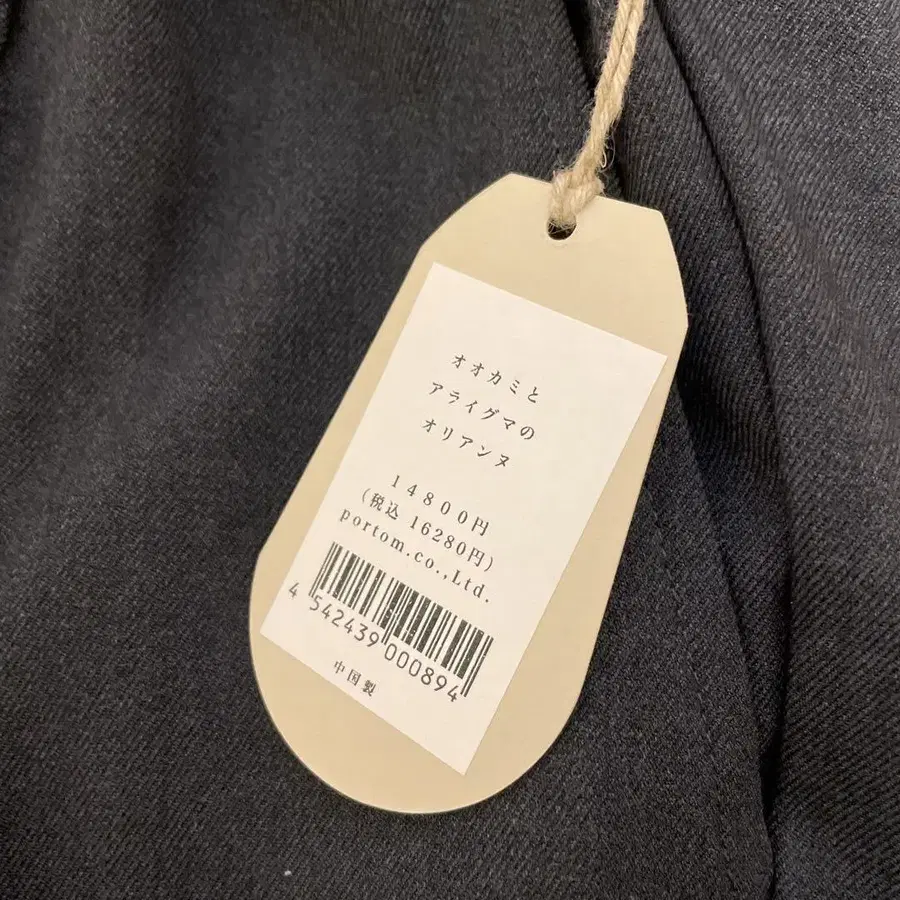 オオカミと
アライグマの
オリアンヌ
14800円
(税込 16280円)
portom.co.,Ltd.
4 542439 000894
中国製